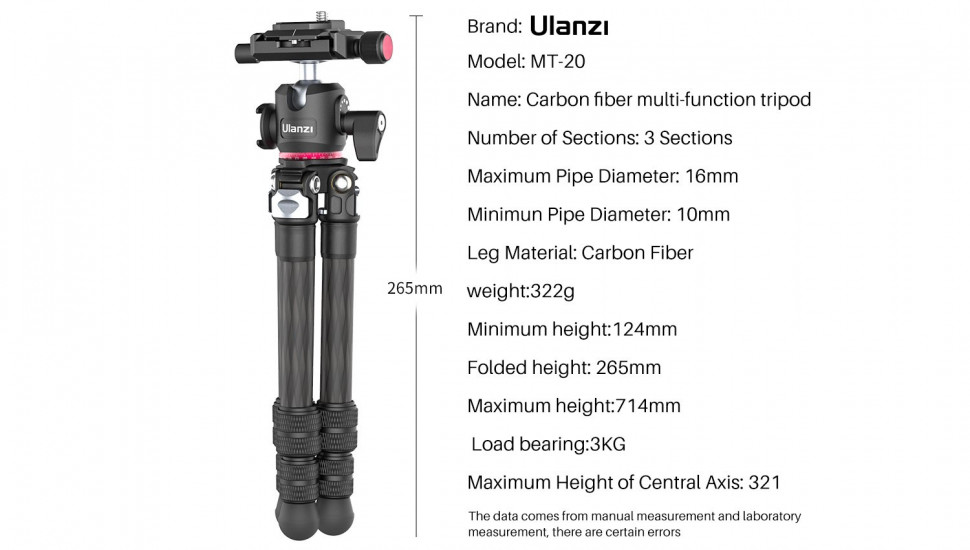 Brand: Ulanzi
Model: MT-20
Name: Carbon fiber multi-function tripod
Number of Sections: 3 Sections
Maximum Pipe Diameter: 16mm
Minimun Pipe Diameter: 10mm
Leg Material: Carbon Fiber
weight:322g
Minimum height:124mm
Folded height: 265mm
Maximum height:714mm
Load bearing:3KG
Maximum Height of Central Axis: 321
The data comes from manual measurement and laboratory
measurement, there are certain errors
Ulanzi
265mm